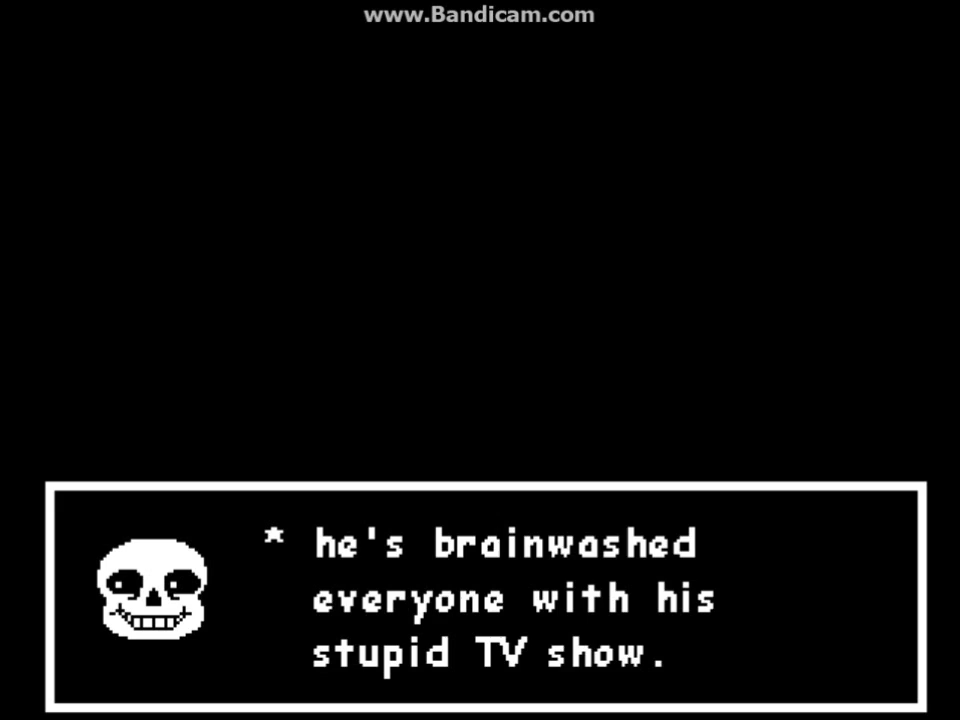 www.Bandicam.com
* he's brainwashed
everyone with his
stupid TV show.